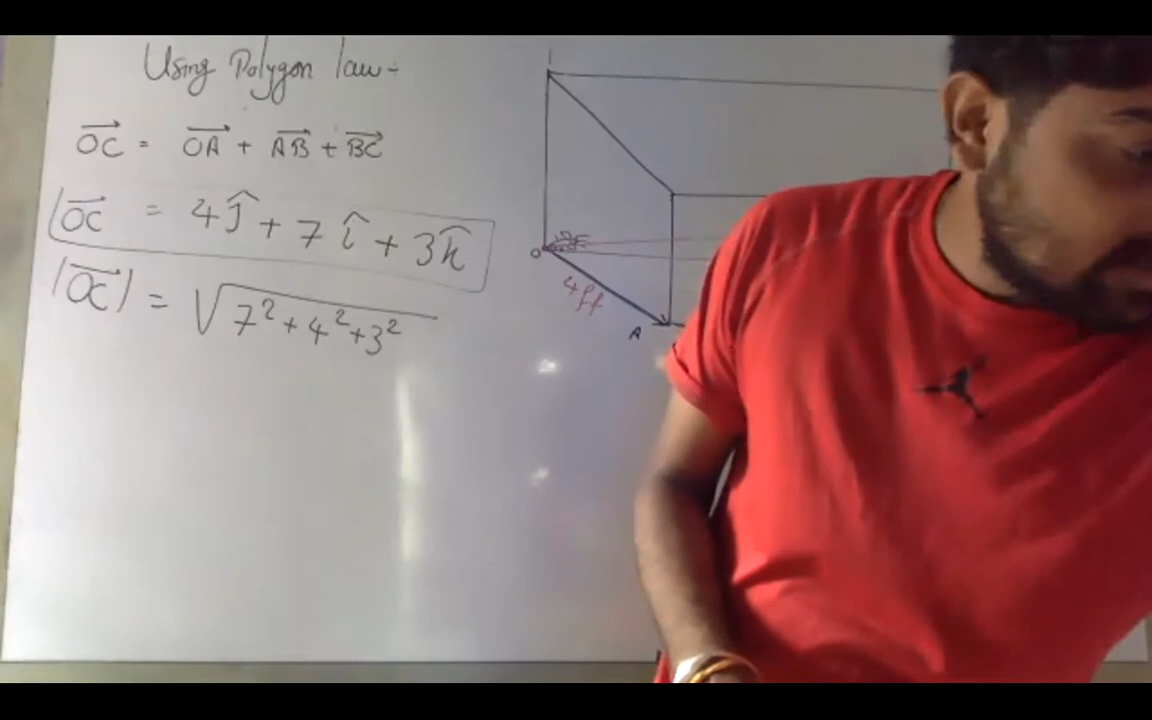 Using Polygon law :-
→OC = →OA + →AB + →BC
→OC = 4ĵ + 7î + 3k̂
|→OC| = √7² + 4² + 3²
O
4ft
A